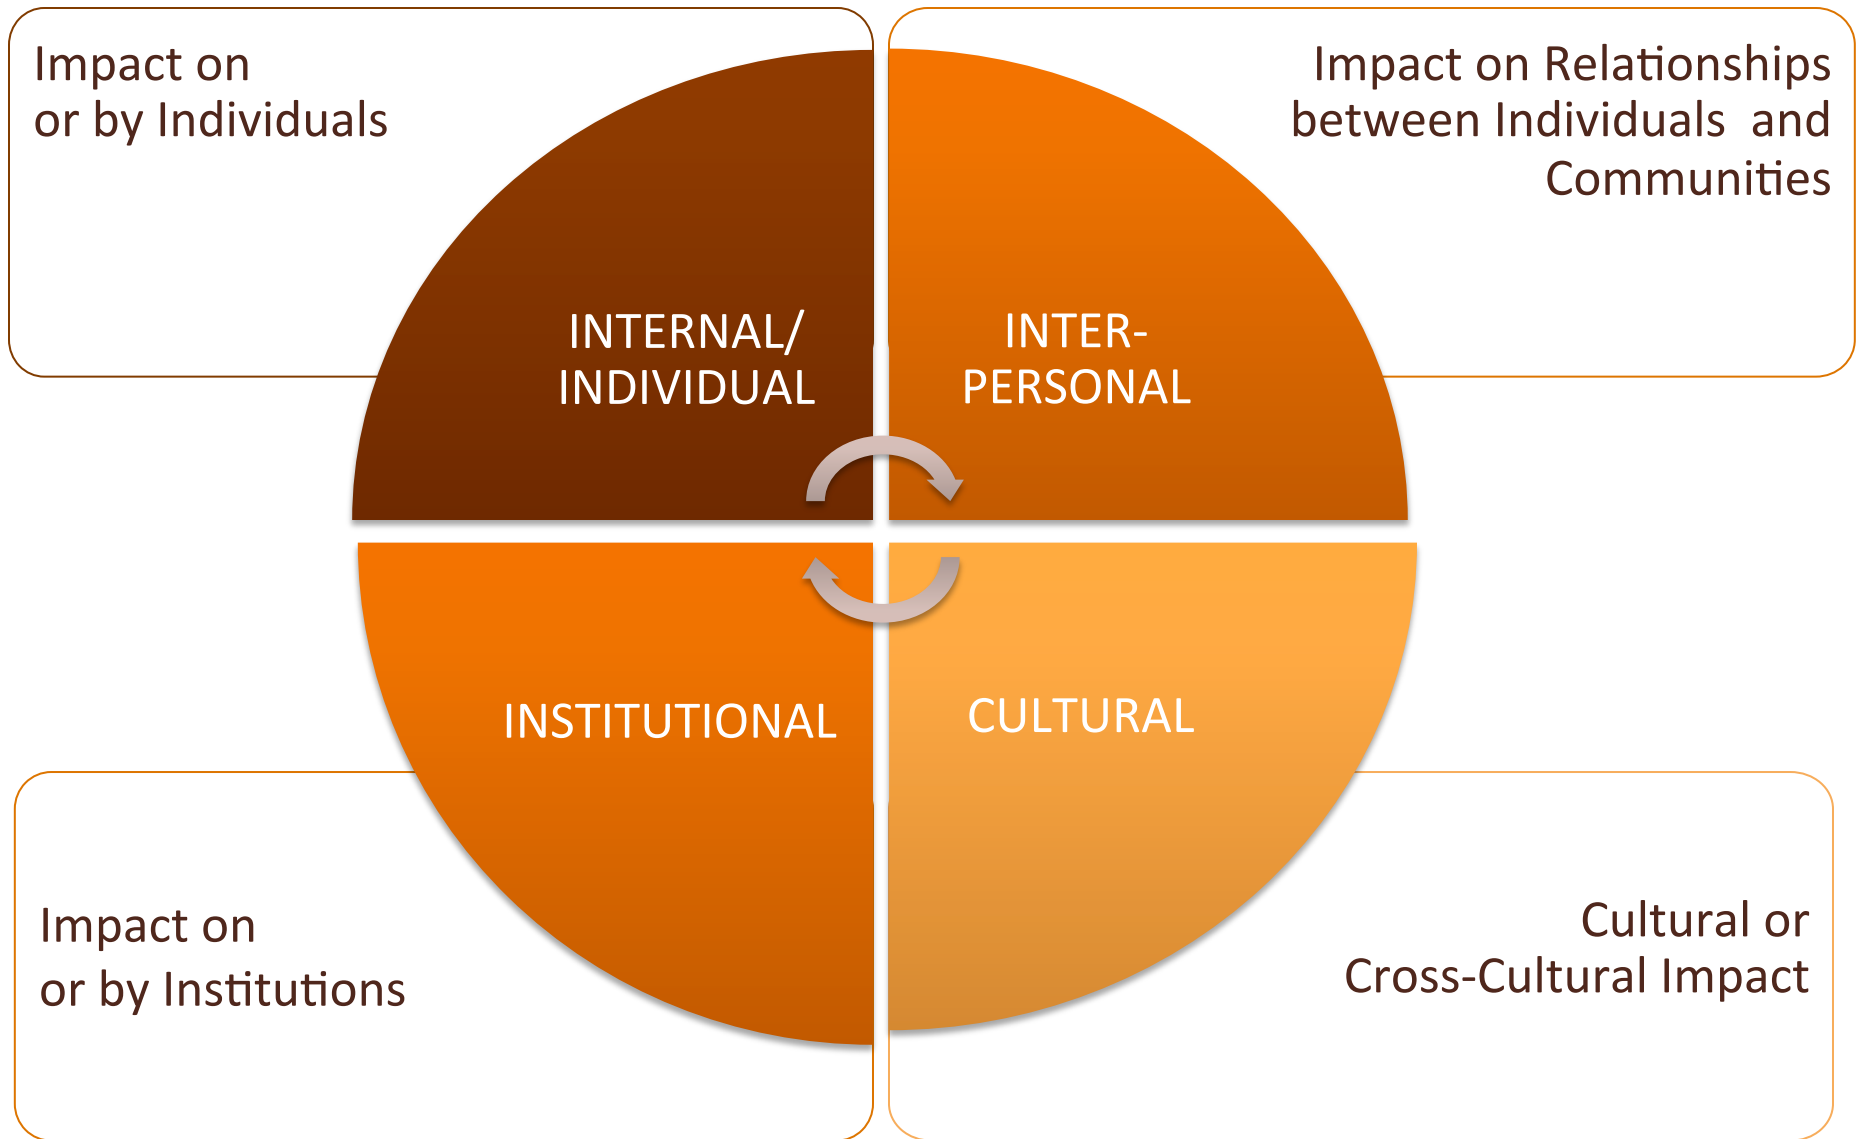 Impact on
or by Individuals
Impact on Relationships
between Individuals and
Communities
INTERNAL/
INDIVIDUAL
INTER-
PERSONAL
INSTITUTIONAL
CULTURAL
Impact on
or by Institutions
Cultural or
Cross-Cultural Impact